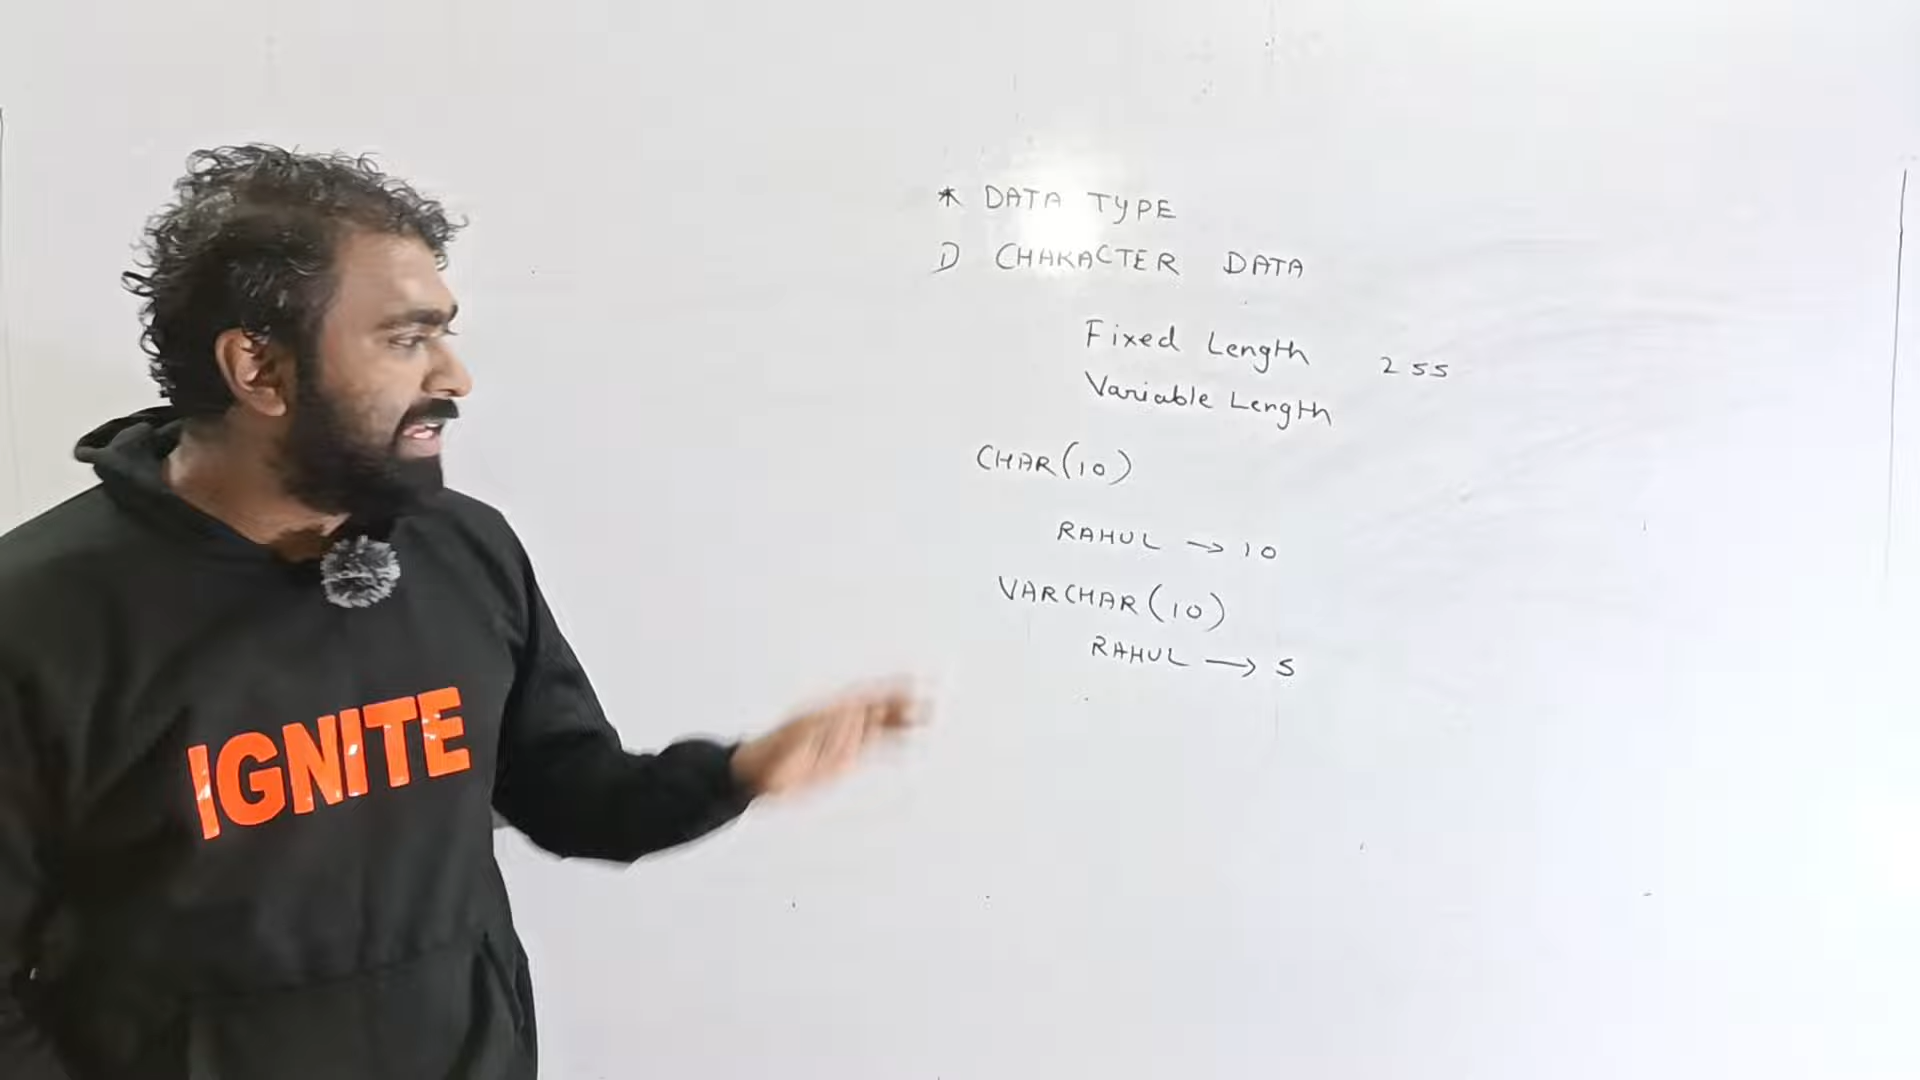 * DATA TYPE
1) CHARACTER DATA
Fixed Length 255
Variable Length
CHAR(10)
RAHUL → 10
VARCHAR(10)
RAHUL → 5
IGNITE